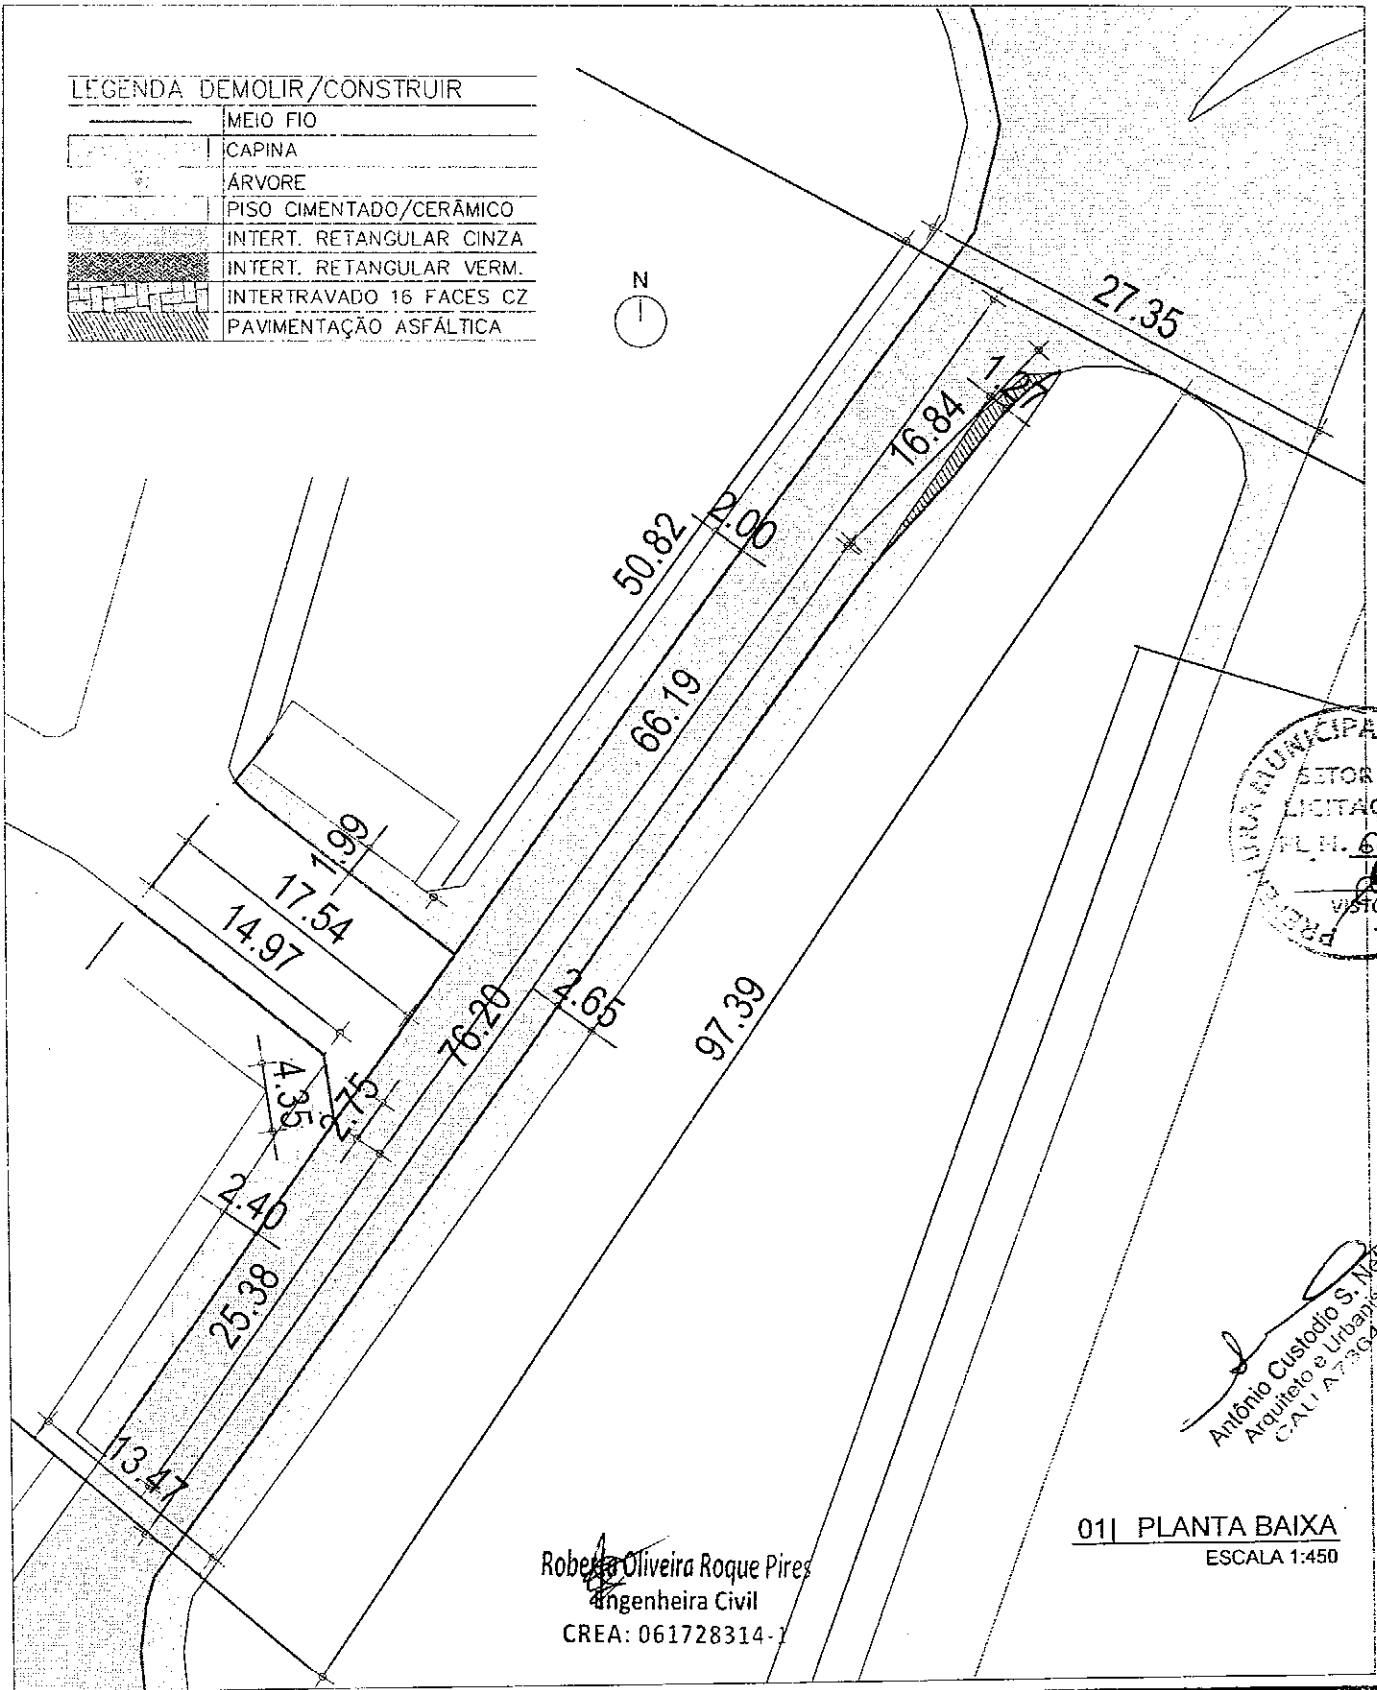 LEGENDA DEMOLIR/CONSTRUIR
MEIO FIO
CAPINA
ÁRVORE
PISO CIMENTADO/CERÂMICO
INTERT. RETANGULAR CINZA
INTERT. RETANGULAR VERM.
INTERTRAVADO 16 FACES CZ
PAVIMENTAÇÃO ASFÁLTICA
N
27.35
16.84
2.00
50.82
66.19
1.99
17.54
14.97
76.20
2.65
97.39
4.35
2.75
2.40
25.38
13.47
SETOR
VISTO
Antônio Custodio S.
Arquiteto e
01| PLANTA BAIXA
ESCALA 1:450
Roberta Oliveira Roque Pires
Engenheira Civil
CREA: 061728314-1